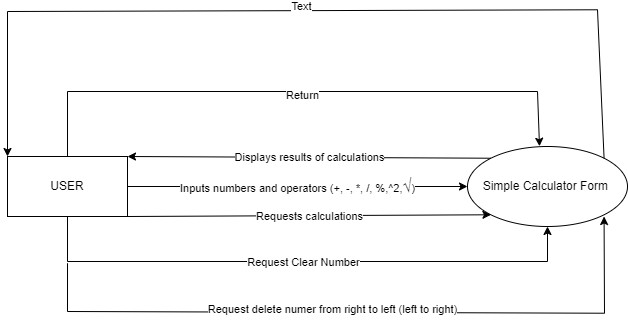 Text
Return
Displays results of calculations
USER
Inputs numbers and operators (+, -, *, /, %,^2,√)
Simple Calculator Form
Requests calculations
Request Clear Number
Request delete numer from right to left (left to right)